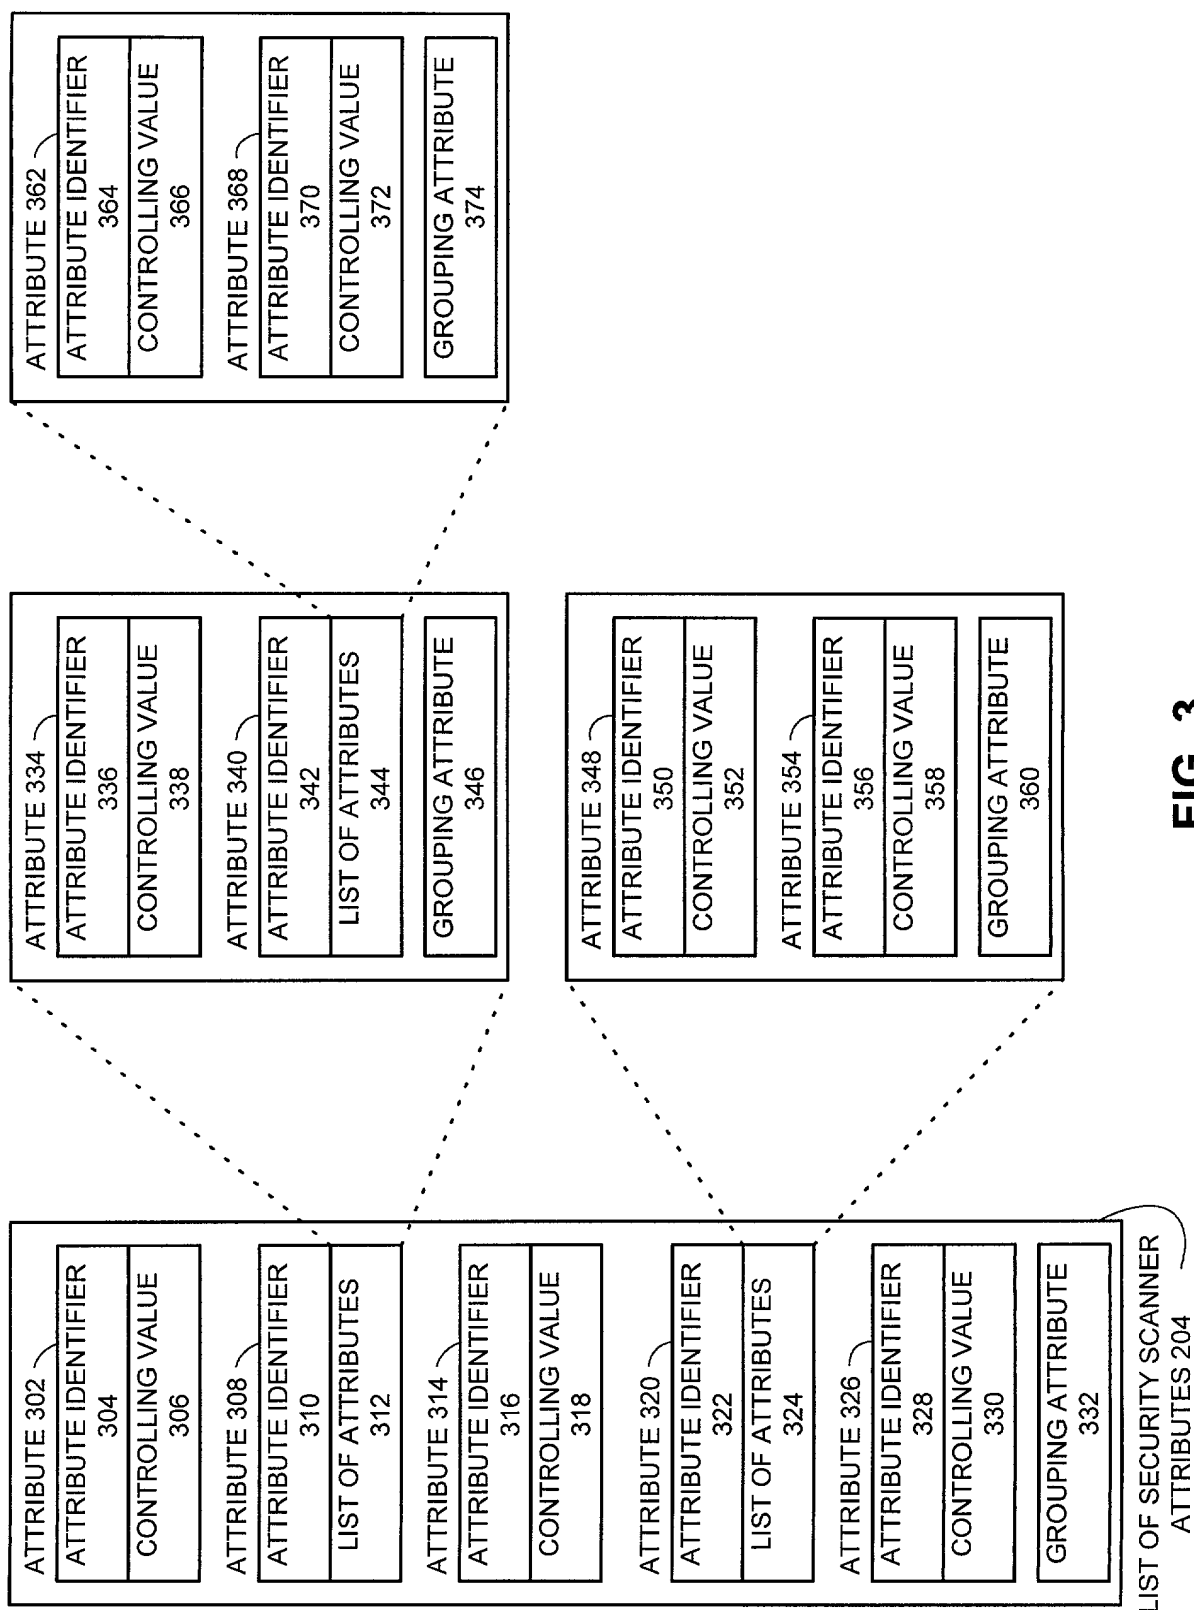 ATTRIBUTE 302
ATTRIBUTE IDENTIFIER
304
CONTROLLING VALUE
306
ATTRIBUTE 308
ATTRIBUTE IDENTIFIER
310
LIST OF ATTRIBUTES
312
ATTRIBUTE 314
ATTRIBUTE IDENTIFIER
316
CONTROLLING VALUE
318
ATTRIBUTE 320
ATTRIBUTE IDENTIFIER
322
LIST OF ATTRIBUTES
324
ATTRIBUTE 326
ATTRIBUTE IDENTIFIER
328
CONTROLLING VALUE
330
GROUPING ATTRIBUTE
332
LIST OF SECURITY SCANNER
ATTRIBUTES 204
ATTRIBUTE 334
ATTRIBUTE IDENTIFIER
336
CONTROLLING VALUE
338
ATTRIBUTE 340
ATTRIBUTE IDENTIFIER
342
LIST OF ATTRIBUTES
344
GROUPING ATTRIBUTE
346
ATTRIBUTE 348
ATTRIBUTE IDENTIFIER
350
CONTROLLING VALUE
352
ATTRIBUTE 354
ATTRIBUTE IDENTIFIER
356
CONTROLLING VALUE
358
GROUPING ATTRIBUTE
360
ATTRIBUTE 362
ATTRIBUTE IDENTIFIER
364
CONTROLLING VALUE
366
ATTRIBUTE 368
ATTRIBUTE IDENTIFIER
370
CONTROLLING VALUE
372
GROUPING ATTRIBUTE
374
FIG. 3